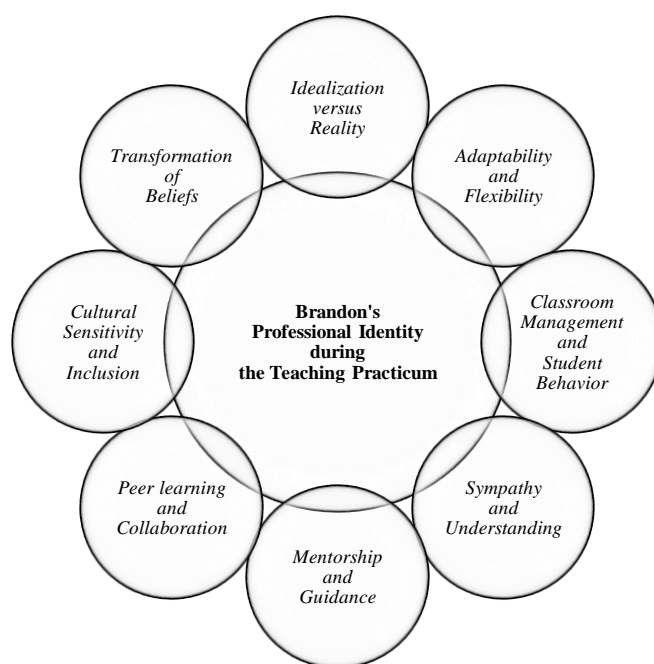 Idealization
versus
Reality
Adaptability
and
Flexibility
Classroom
Management
and
Student
Behavior
Sympathy
and
Understanding
Mentorship
and
Guidance
Peer learning
and
Collaboration
Cultural
Sensitivity
and
Inclusion
Transformation
of
Beliefs
Brandon's
Professional Identity
during
the Teaching Practicum